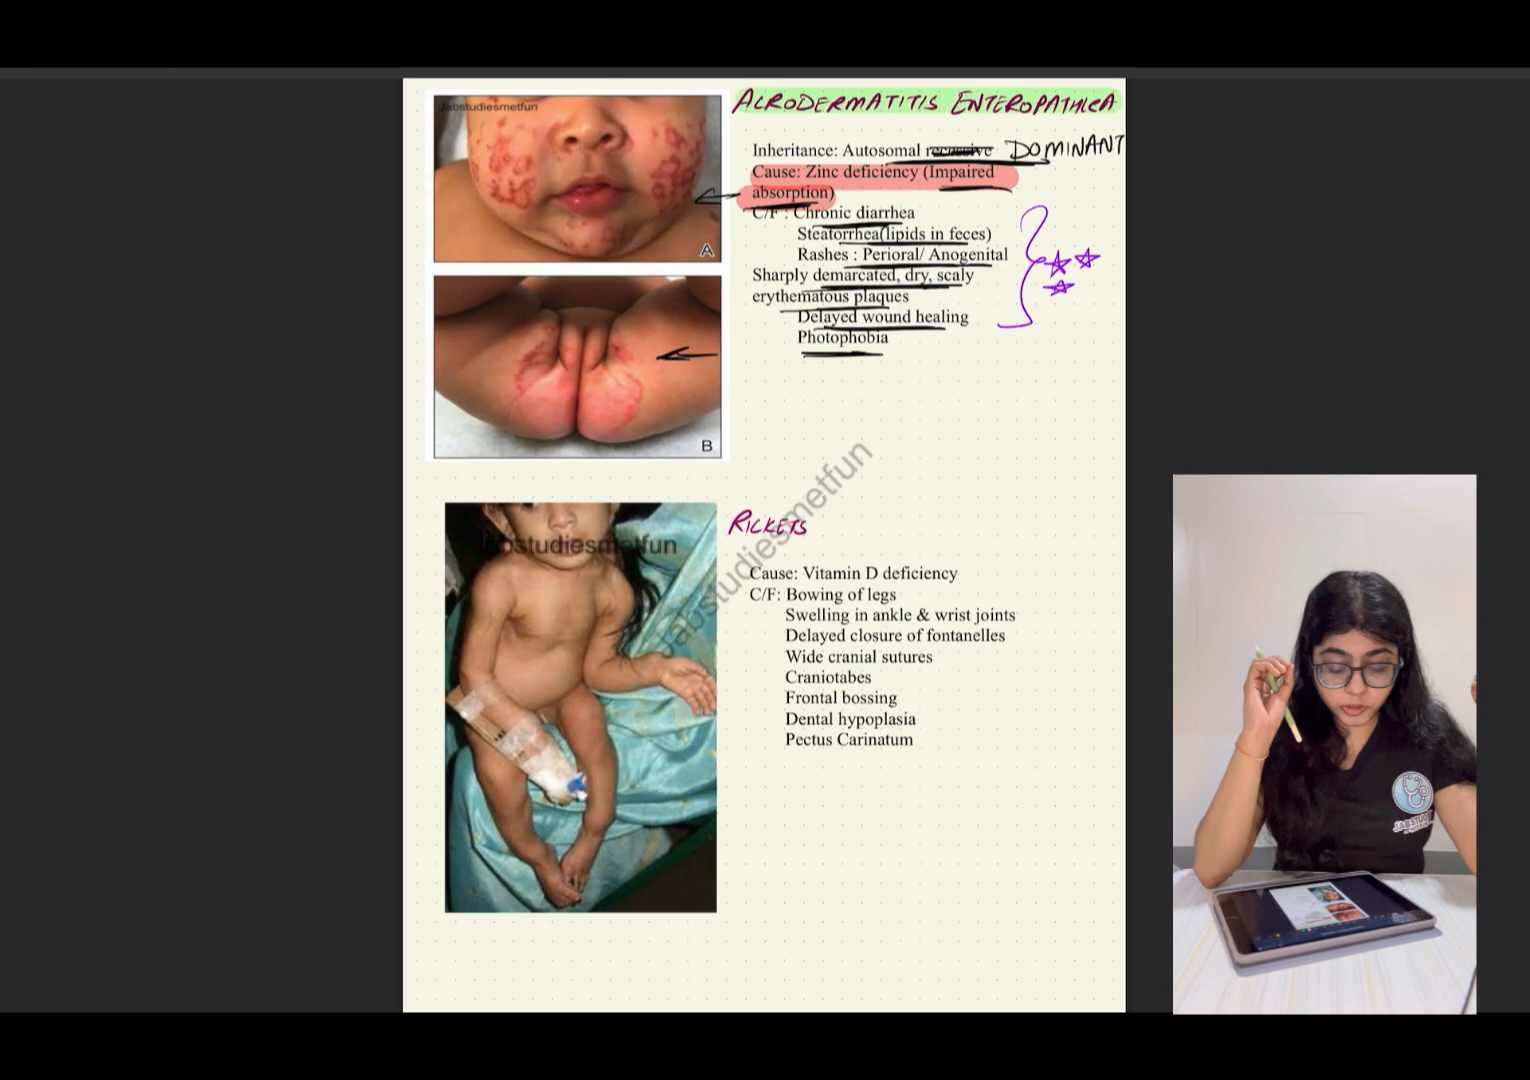 Jabstudiesmetfun
ACRODERMATITIS ENTEROPATHICA
Inheritance: Autosomal recessive DOMINANT
Cause: Zinc deficiency (Impaired
absorption)
C/F : Chronic diarrhea
Steatorrhea(lipids in feces)
Rashes : Perioral/ Anogenital
Sharply demarcated, dry, scaly
erythematous plaques
Delayed wound healing
Photophobia
A
B
Jabstudiesmetfun
RICKETS
Jabstudiesmetfun
Cause: Vitamin D deficiency
C/F: Bowing of legs
Swelling in ankle & wrist joints
Delayed closure of fontanelles
Wide cranial sutures
Craniotabes
Frontal bossing
Dental hypoplasia
Pectus Carinatum